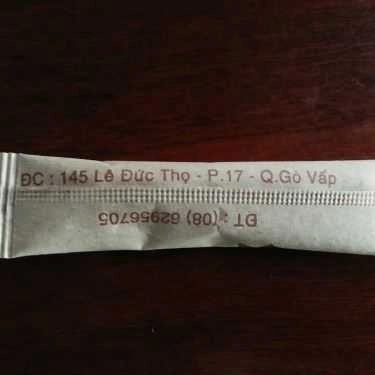 ĐC : 145 Lê Đức Thọ - P.17 - Q.Gò Vấp
ĐT : (08) 62956705